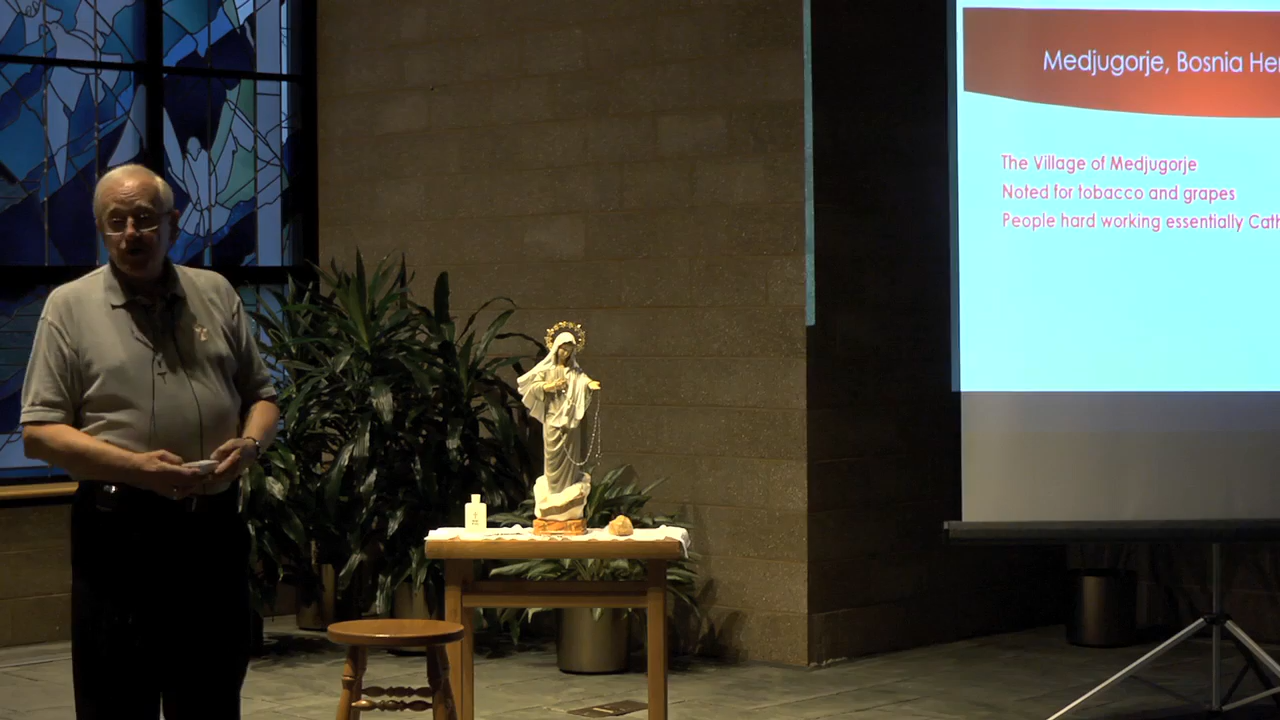 Medjugorje, Bosnia Her
The Village of Medjugorje
Noted for tobacco and grapes
People hard working essentially Cath